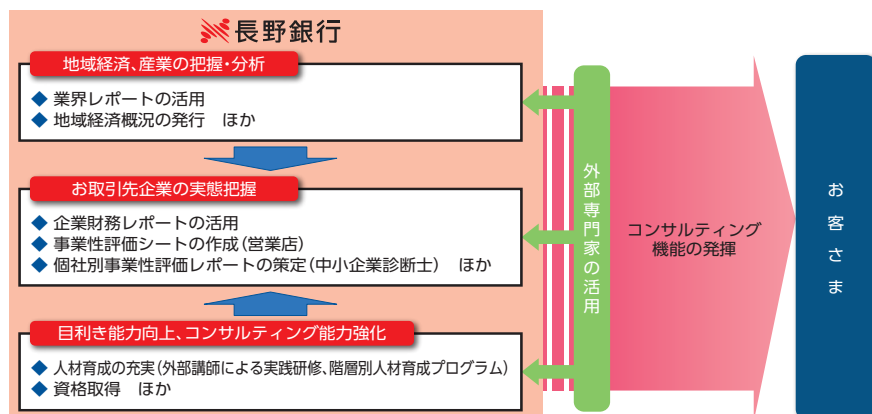 長野銀行
地域経済、産業の把握・分析
◆ 業界レポートの活用
◆ 地域経済概況の発行　ほか
お取引先企業の実態把握
◆ 企業財務レポートの活用
◆ 事業性評価シートの作成（営業店）
◆ 個社別事業性評価レポートの策定（中小企業診断士）　ほか
目利き能力向上、コンサルティング能力強化
◆ 人材育成の充実（外部講師による実践研修、階層別人材育成プログラム）
◆ 資格取得　ほか
外部専門家の活用
コンサルティング
機能の発揮
お客さま